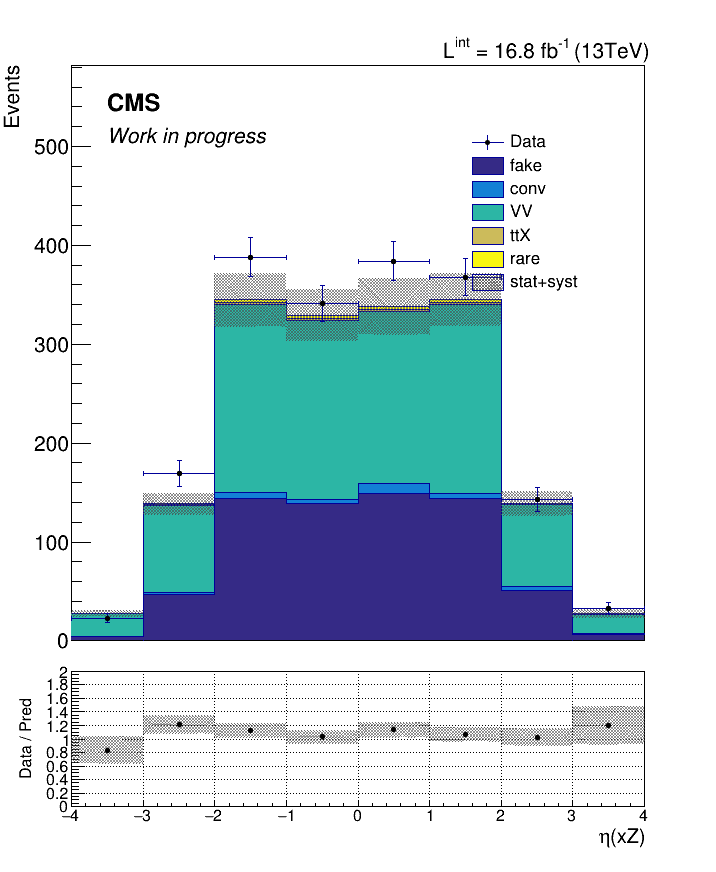 L^int = 16.8 fb^-1 (13TeV)
Events
CMS
Work in progress
Data
fake
conv
VV
ttX
rare
stat+syst
500
400
300
200
100
0
Data / Pred
2
1.8
1.6
1.4
1.2
1
0.8
0.6
0.4
0.2
0
−4 −3 −2 −1 0 1 2 3 4
η(xZ)